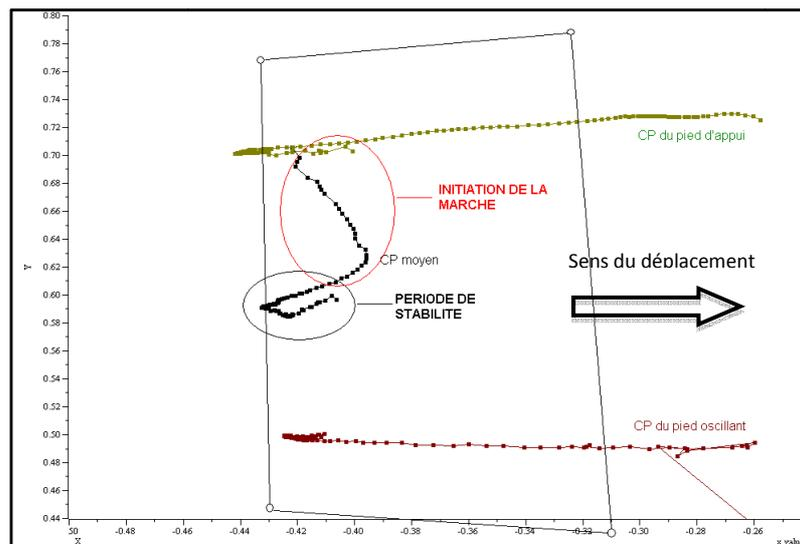 0.80
0.78
0.76
0.74
0.72
CP du pied d'appui
0.70
0.68
INITIATION DE LA
MARCHE
0.66
0.64
Y
CP moyen
Sens du déplacement
0.62
0.60
PERIODE DE
STABILITE
0.58
0.56
0.54
0.52
CP du pied oscillant
0.50
0.48
0.46
0.44
50 -0.48 -0.46 -0.44 -0.42 -0.40 -0.38 -0.36 -0.34 -0.32 -0.30 -0.28 -0.26
X